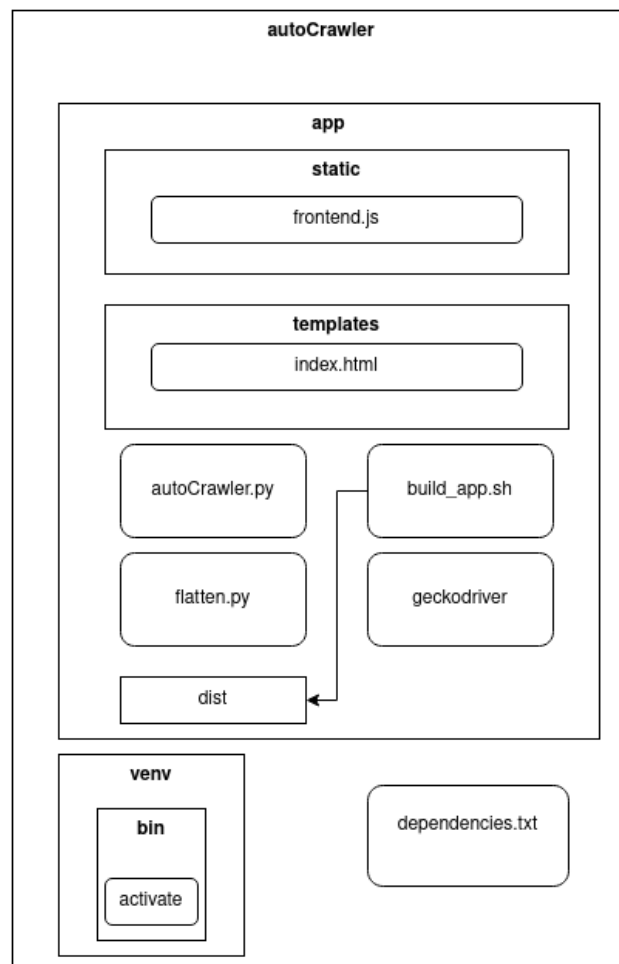 autoCrawler
app
static
frontend.js
templates
index.html
autoCrawler.py
build_app.sh
flatten.py
geckodriver
dist
venv
bin
activate
dependencies.txt